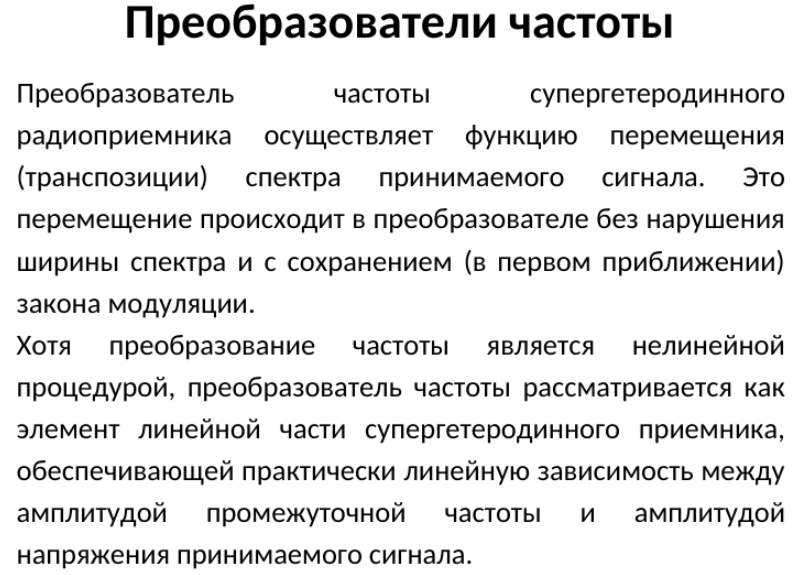 Преобразователи частоты
Преобразователь частоты супергетеродинного
радиоприемника осуществляет функцию перемещения
(транспозиции) спектра принимаемого сигнала. Это
перемещение происходит в преобразователе без нарушения
ширины спектра и с сохранением (в первом приближении)
закона модуляции.
Хотя преобразование частоты является нелинейной
процедурой, преобразователь частоты рассматривается как
элемент линейной части супергетеродинного приемника,
обеспечивающей практически линейную зависимость между
амплитудой промежуточной частоты и амплитудой
напряжения принимаемого сигнала.